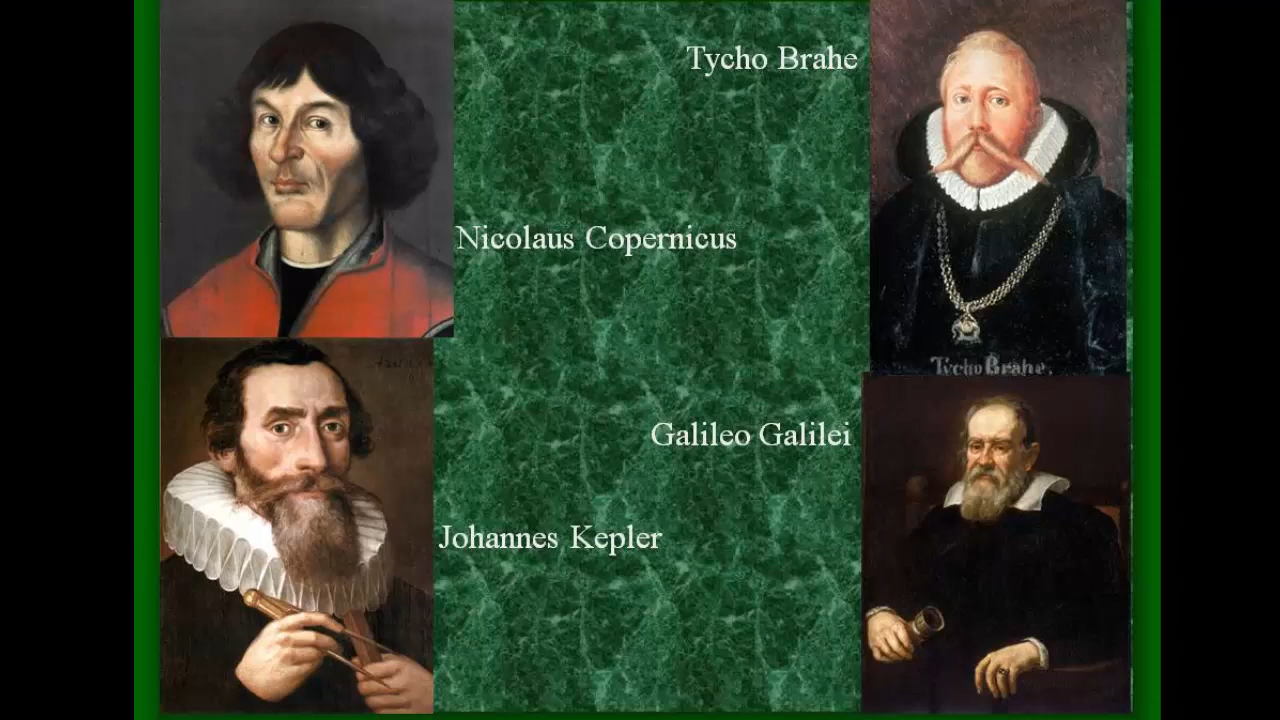 Tycho Brahe
Nicolaus Copernicus
Tycho Brahe.
Galileo Galilei
Johannes Kepler